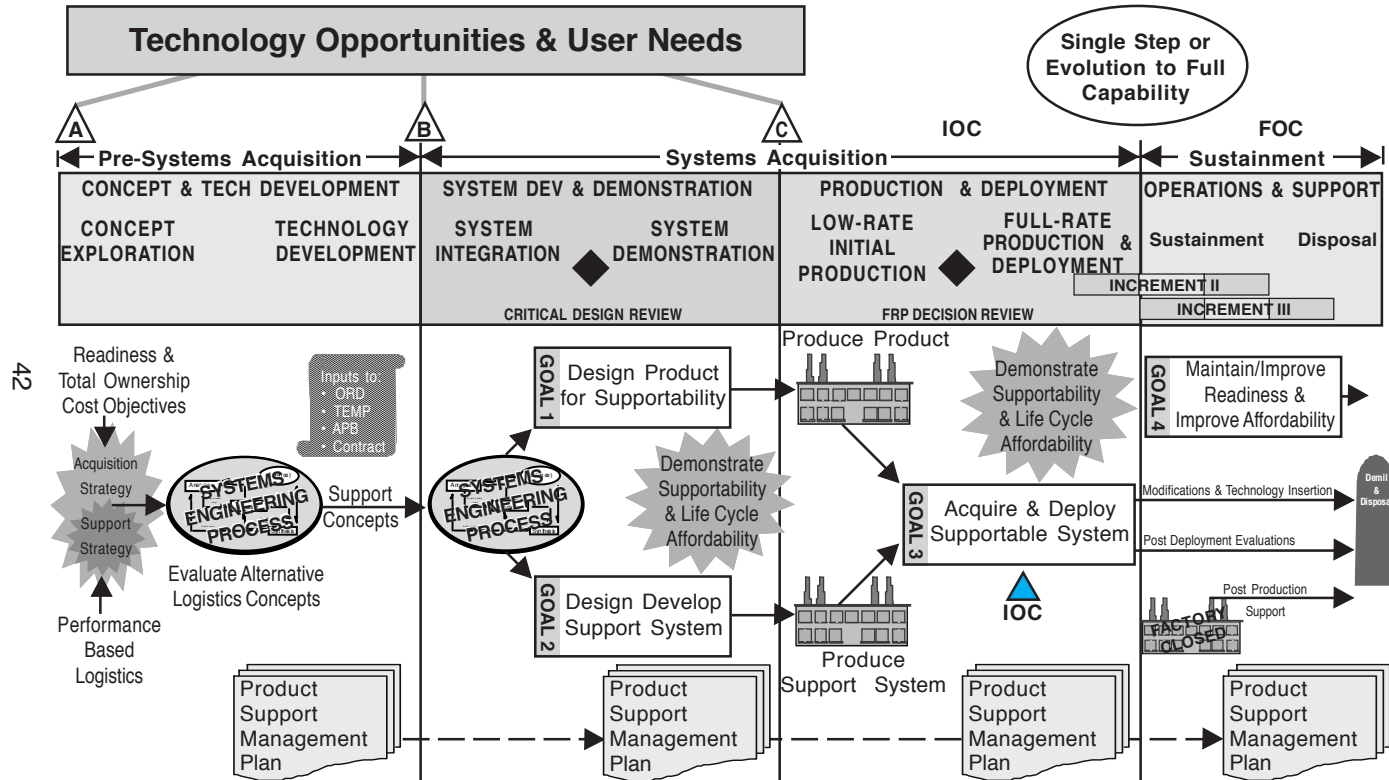 Technology Opportunities & User Needs
Single Step or
Evolution to Full
Capability
A
B
C
IOC
FOC
Pre-Systems Acquisition
Systems Acquisition
Sustainment
CONCEPT & TECH DEVELOPMENT
SYSTEM DEV & DEMONSTRATION
PRODUCTION & DEPLOYMENT
OPERATIONS & SUPPORT
CONCEPT
EXPLORATION
TECHNOLOGY
DEVELOPMENT
SYSTEM
INTEGRATION
SYSTEM
DEMONSTRATION
LOW-RATE
INITIAL
PRODUCTION
FULL-RATE
PRODUCTION &
DEPLOYMENT
Sustainment
Disposal
INCREMENT II
INCREMENT III
CRITICAL DESIGN REVIEW
FRP DECISION REVIEW
42
Readiness &
Total Ownership
Cost Objectives
Acquisition
Strategy
Support
Strategy
Performance
Based
Logistics
Inputs to:
• ORD
• TEMP
• APB
• Contract
SYSTEMS
ENGINEERING
PROCESS
Evaluate Alternative
Logistics Concepts
Support
Concepts
SYSTEMS
ENGINEERING
PROCESS
GOAL 1
Design Product
for Supportability
Demonstrate
Supportability
& Life Cycle
Affordability
GOAL 2
Design Develop
Support System
Produce Product
Produce
Support System
Demonstrate
Supportability
& Life Cycle
Affordability
GOAL 3
Acquire & Deploy
Supportable System
IOC
GOAL 4
Maintain/Improve
Readiness &
Improve Affordability
Modifications & Technology Insertion
Post Deployment Evaluations
Post Production
Support
FACTORY
CLOSED
Demil
&
Disposal
Product
Support
Management
Plan
Product
Support
Management
Plan
Product
Support
Management
Plan
Product
Support
Management
Plan